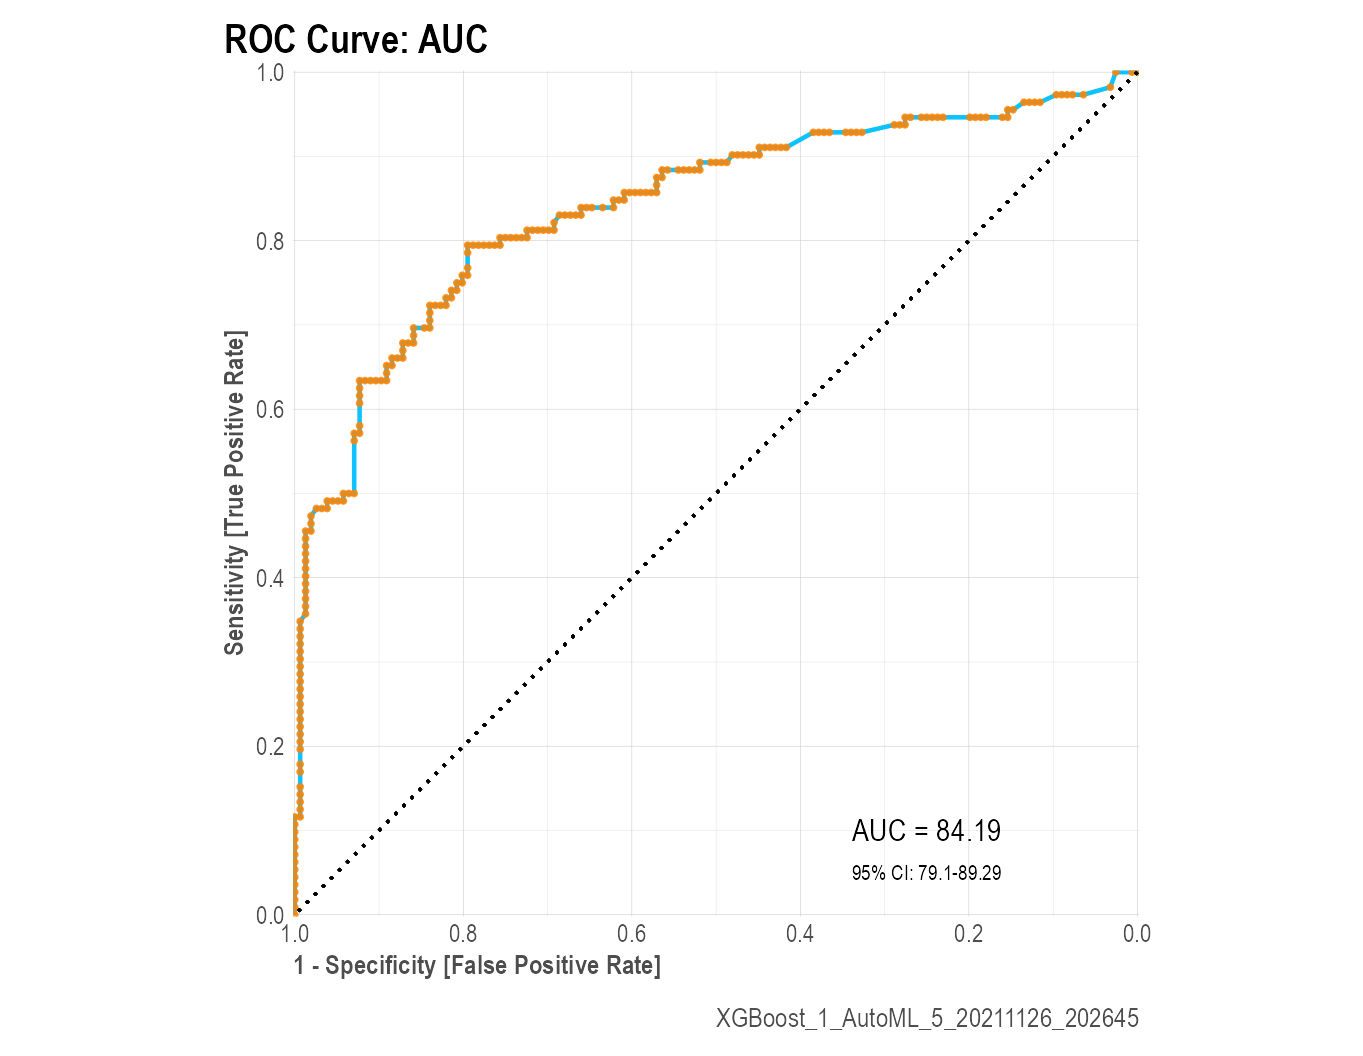 ROC Curve: AUC
1.0
0.8
0.6
0.4
0.2
0.0
Sensitivity [True Positive Rate]
AUC = 84.19
95% CI: 79.1-89.29
1.0 0.8 0.6 0.4 0.2 0.0
1 - Specificity [False Positive Rate]
XGBoost_1_AutoML_5_20211126_202645